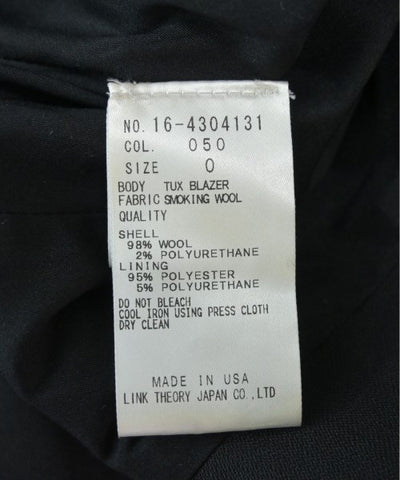 NO. 16-4304131
COL. 050
SIZE 0
BODY TUX BLAZER
FABRIC SMOKING WOOL
QUALITY
SHELL
98% WOOL
2% POLYURETHANE
LINING
95% POLYESTER
5% POLYURETHANE
DO NOT BLEACH
COOL IRON USING PRESS CLOTH
DRY CLEAN
MADE IN USA
LINK THEORY JAPAN CO.,LTD